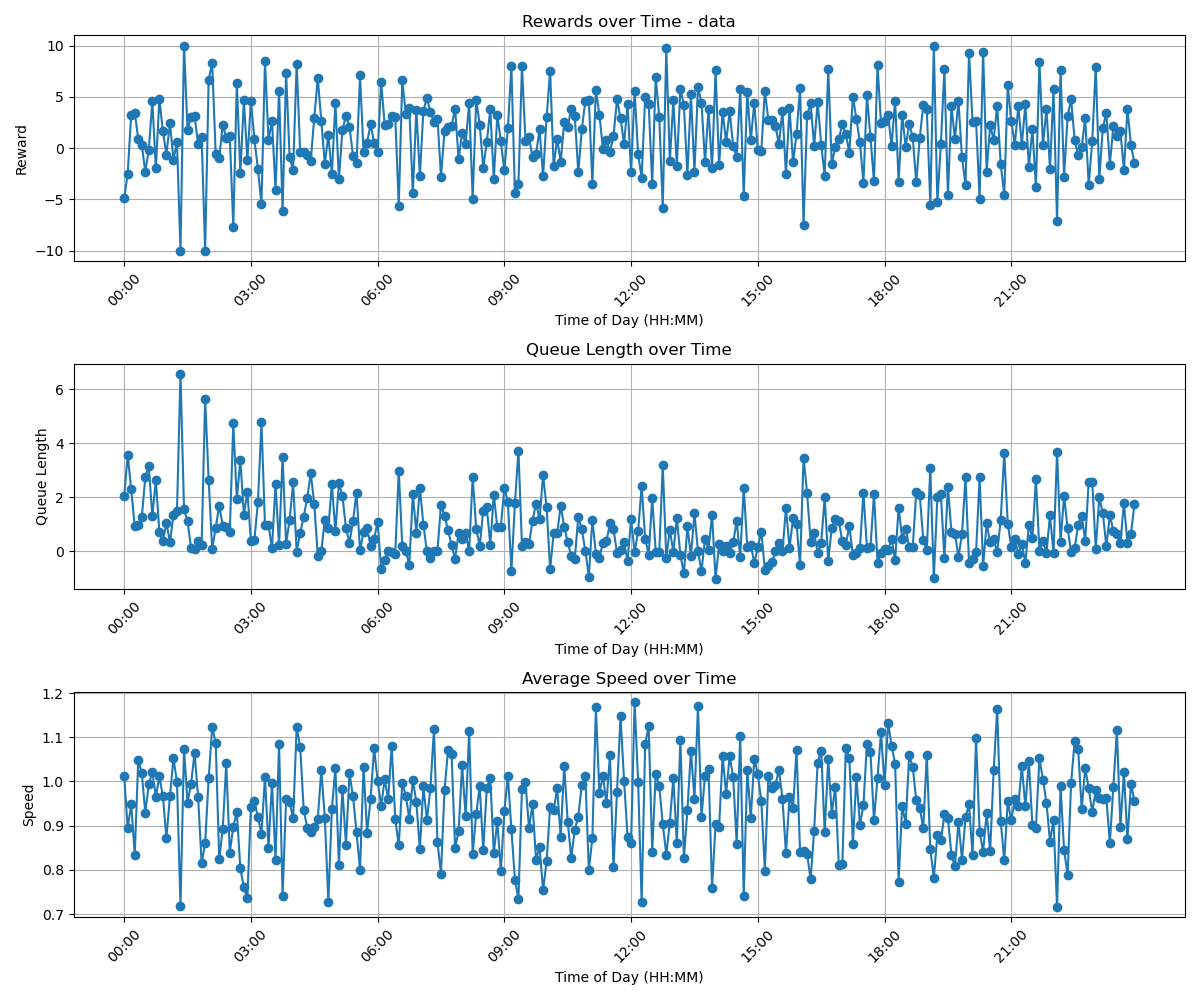 Rewards over Time - data
10
5
0
−5
−10
Reward
00:00 03:00 06:00 09:00 12:00 15:00 18:00 21:00
Time of Day (HH:MM)
Queue Length over Time
6
4
2
0
Queue Length
00:00 03:00 06:00 09:00 12:00 15:00 18:00 21:00
Time of Day (HH:MM)
Average Speed over Time
1.2
1.1
1.0
0.9
0.8
0.7
Speed
00:00 03:00 06:00 09:00 12:00 15:00 18:00 21:00
Time of Day (HH:MM)